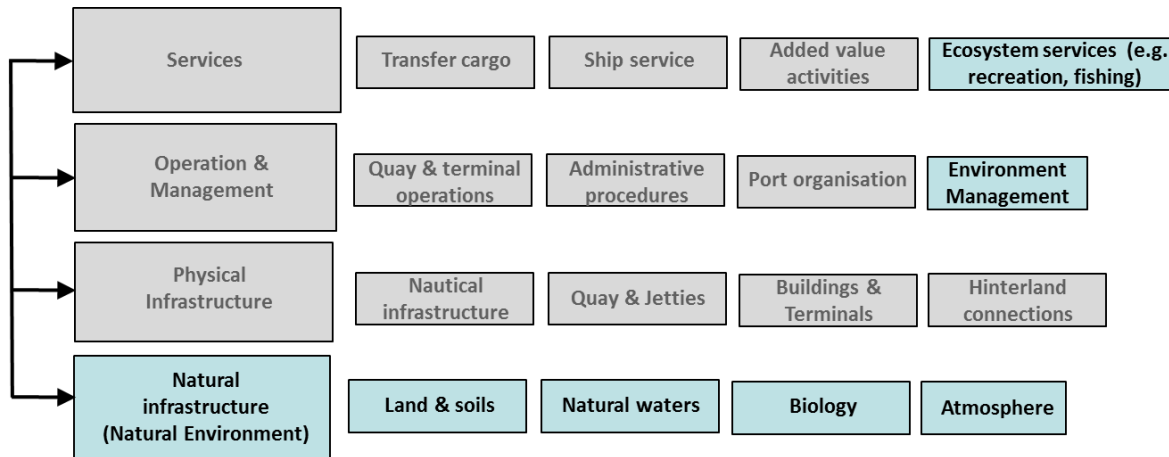 Services
Transfer cargo
Ship service
Added value
activities
Ecosystem services (e.g.
recreation, fishing)
Operation &
Management
Quay & terminal
operations
Administrative
procedures
Port organisation
Environment
Management
Physical
Infrastructure
Nautical
infrastructure
Quay & Jetties
Buildings &
Terminals
Hinterland
connections
Natural
infrastructure
(Natural Environment)
Land & soils
Natural waters
Biology
Atmosphere